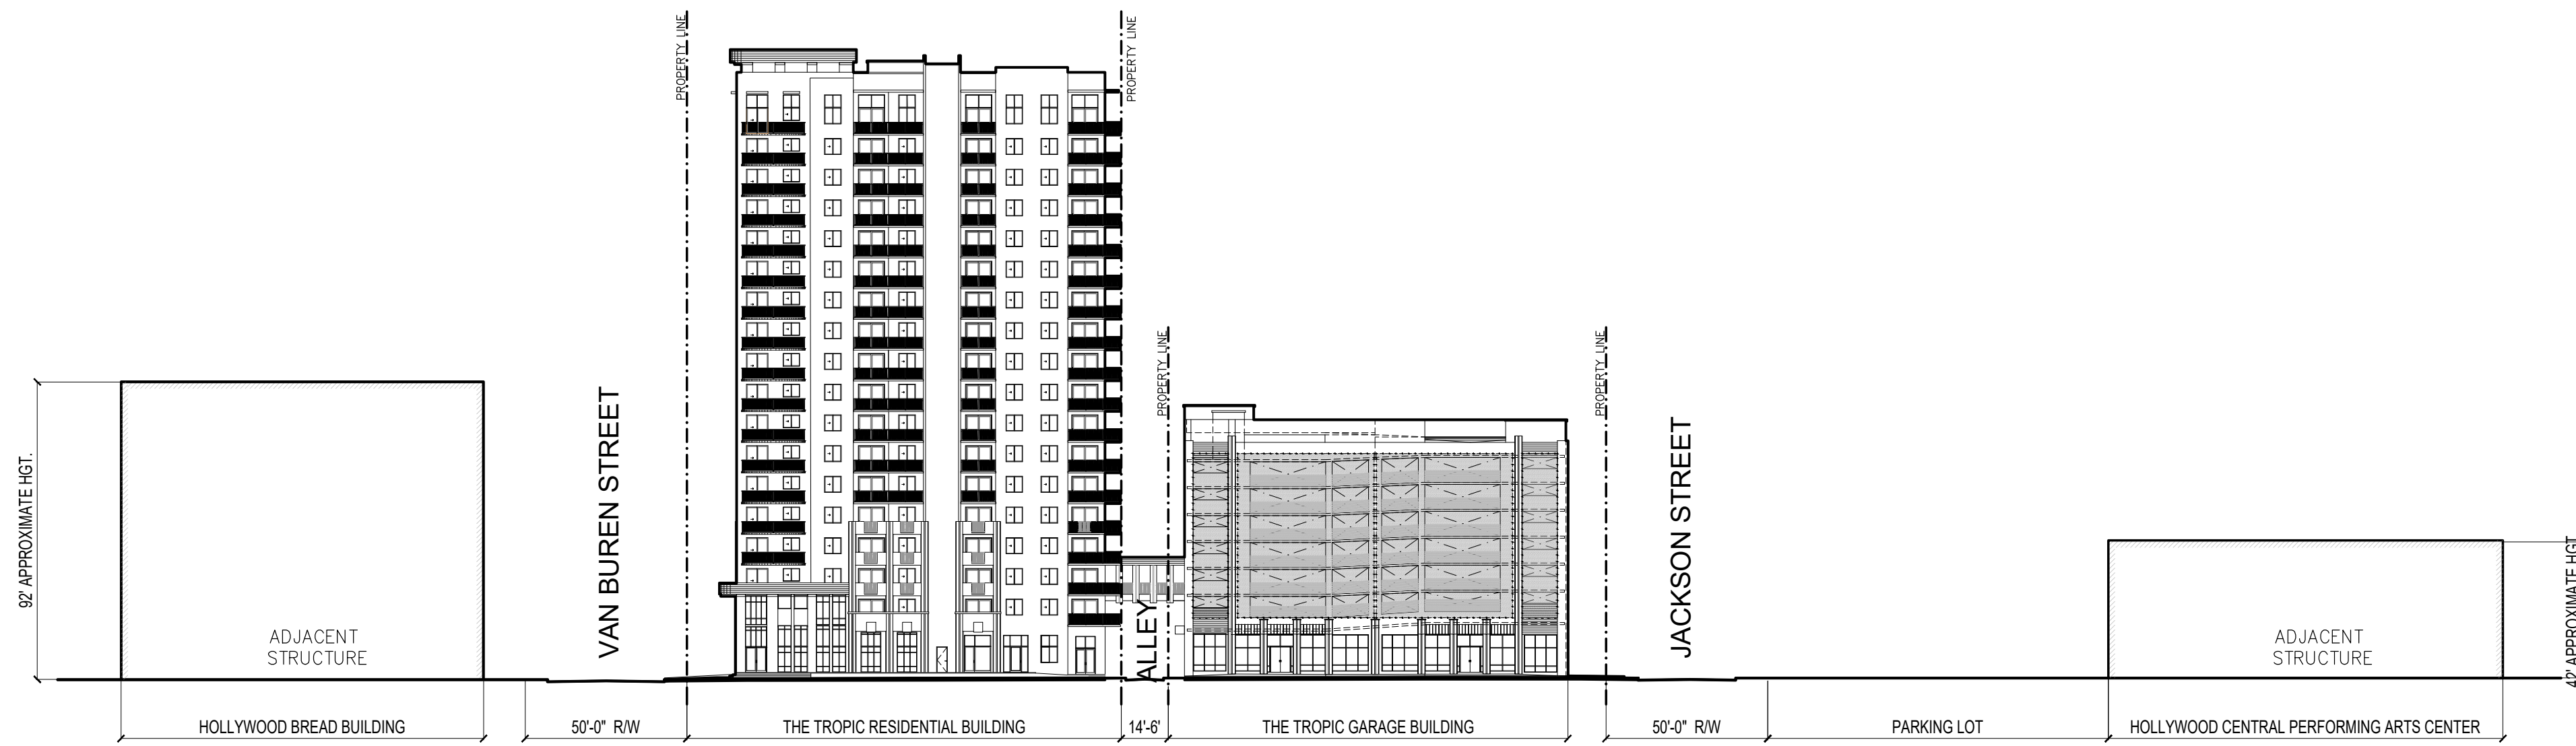 PROPERTY LINE
PROPERTY LINE
PROPERTY LINE
PROPERTY LINE
92' APPROXIMATE HGT.
ADJACENT
STRUCTURE
VAN BUREN STREET
ALLEY
JACKSON STREET
ADJACENT
STRUCTURE
42' APPROXIMATE HGT.
HOLLYWOOD BREAD BUILDING
50'-0" R/W
THE TROPIC RESIDENTIAL BUILDING
14'-6'
THE TROPIC GARAGE BUILDING
50'-0" R/W
PARKING LOT
HOLLYWOOD CENTRAL PERFORMING ARTS CENTER